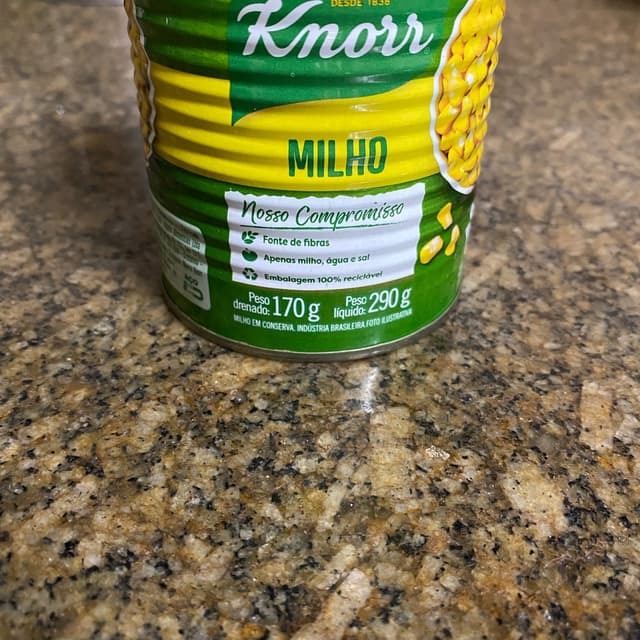 DESDE 1838
Knorr
MILHO
Nosso Compromisso
Fonte de fibras
Apenas milho, água e sal
Embalagem 100% reciclável
Peso drenado: 170 g
Peso líquido: 290 g
MILHO EM CONSERVA. INDÚSTRIA BRASILEIRA. FOTO ILUSTRATIVA